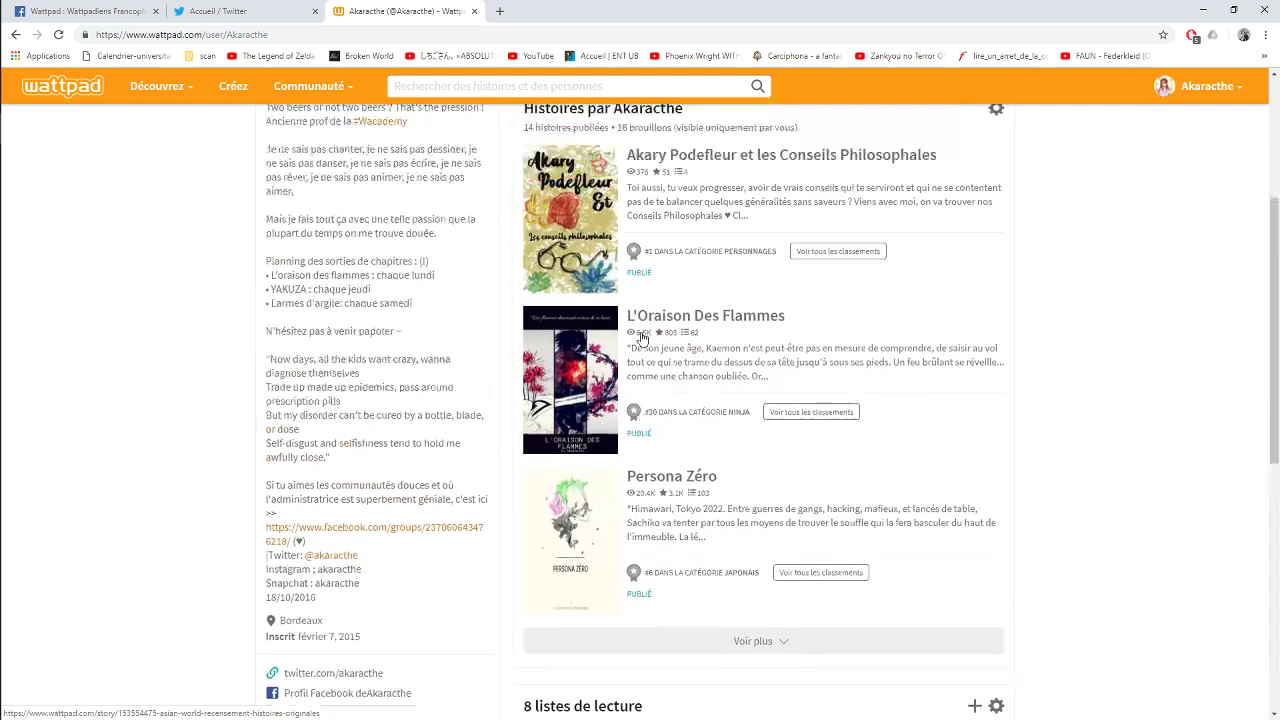 Wattpad : Wattpadiens Francoph
Accueil / Twitter
Akaracthe (@Akaracthe) - Wattp
https://www.wattpad.com/user/Akaracthe
Applications
Calendrier-universita
scan
The Legend of Zelda
Broken World
YouTube
Accueil | ENT UB
Phoenix Wright WITH
Carciphona - a fantas
Zankyou no Terror OS
lire_un_arret_de_la_cc
FAUN - Federkleid (O
wattpad
Découvrez
Créez
Communauté
Rechercher des histoires et des personnes
Akaracthe
Two beers or not two beers ? That's the pression !
Ancienne prof de la #Wacademy
Je ne sais pas chanter, je ne sais pas dessiner, je
ne sais pas danser, je ne sais pas écrire, je ne sais
pas rêver, je ne sais pas animer, je ne sais pas
aimer,
Mais je fais tout ça avec une telle passion que la
plupart du temps on me trouve douée.
Planning des sorties de chapitres : (I)
• L'oraison des flammes : chaque lundi
• YAKUZA : chaque jeudi
• Larmes d'argile: chaque samedi
N'hésitez pas à venir papoter ~
"Now days, all the kids want crazy, wanna
diagnose themselves
Trade up made up epidemics, pass around
prescription pills
But my disorder can't be cured by a bottle, blade,
or dose
Self-disgust and selfishness tend to hold me
awfully close."
Si tu aimes les communautés douces et où
l'administrice est superbement géniale, c'est ici
>>
https://www.facebook.com/groups/23706064347
6218/ (♥)
|Twitter: @akaracthe
Instagram ; akaracthe
Snapchat : akaracthe
18/10/2016
Bordeaux
Inscrit février 7, 2015
twitter.com/akaracthe
Profil Facebook deAkaracthe
https://www.wattpad.com/story/153554475-asian-world-recensement-histoires-originales
Histoires par Akaracthe
14 histoires publiées • 18 brouillons (visible uniquement par vous)
Akary Podefleur Et Les conseils philosophales
Akary Podefleur et les Conseils Philosophales
376 51 4
Toi aussi, tu veux progresser, avoir de vrais conseils qui te serviront et qui ne se contentent
pas de te balancer quelques généralités sans saveurs ? Viens avec moi, on va trouver nos
Conseils Philosophales ♥ Cl...
#1 DANS LA CATÉGORIE PERSONNAGES
Voir tous les classements
PUBLIÉ
L'ORAISON DES
FLAMMES
L'Oraison Des Flammes
803 62
"De son jeune âge, Kaemon n'est peut-être pas en mesure de comprendre, de saisir au vol
tout ce qui se trame du dessus de sa tête jusqu'à sous ses pieds. Un feu brûlant se réveille...
comme une chanson oubliée. Or...
#30 DANS LA CATÉGORIE NINJA
Voir tous les classements
PUBLIÉ
PERSONA ZÉRO
Persona Zéro
20.4K 3.1K 103
"Himawari, Tokyo 2022. Entre guerres de gangs, hacking, mafieux, et lancés de table,
Sachiko va tenter par tous les moyens de trouver le souffle qui la fera basculer du haut de
l'immeuble. La lé...
#6 DANS LA CATÉGORIE JAPONAIS
Voir tous les classements
PUBLIÉ
Voir plus
8 listes de lecture